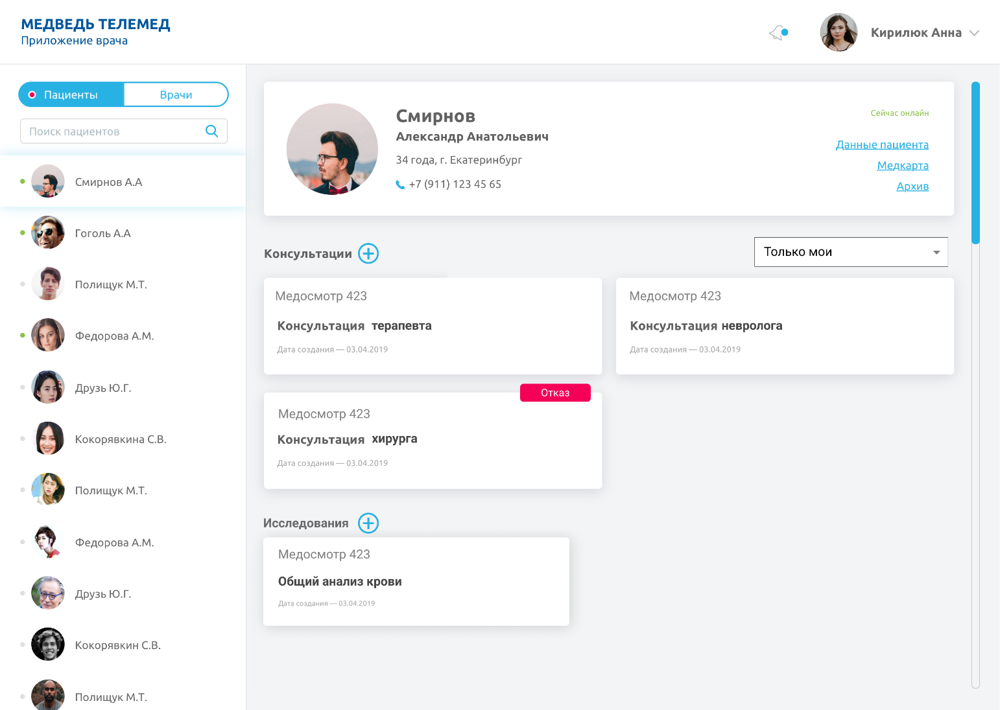 МЕДВЕДЬ ТЕЛЕМЕД
Приложение врача
Кирилюк Анна
Пациенты
Врачи
Поиск пациентов
Смирнов А.А
Гоголь А.А
Полищук М.Т.
Федорова А.М.
Друзь Ю.Г.
Кокорявкина С.В.
Полищук М.Т.
Федорова А.М.
Друзь Ю.Г.
Кокорявкин С.В.
Полищук М.Т.
Смирнов
Александр Анатольевич
34 года, г. Екатеринбург
+7 (911) 123 45 65
Сейчас онлайн
Данные пациента
Медкарта
Архив
Консультации
Только мои
Медосмотр 423
Консультация терапевта
Дата создания — 03.04.2019
Медосмотр 423
Консультация невролога
Дата создания — 03.04.2019
Отказ
Медосмотр 423
Консультация хирурга
Дата создания — 03.04.2019
Исследования
Медосмотр 423
Общий анализ крови
Дата создания — 03.04.2019